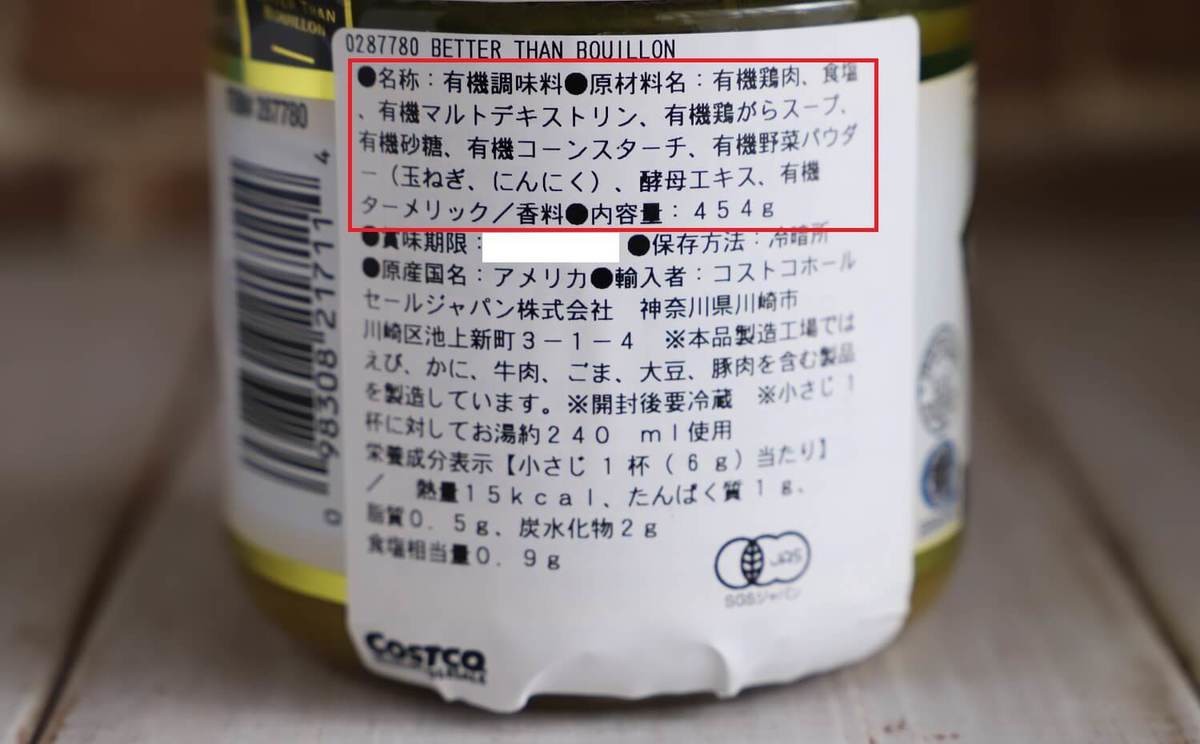 BOUILLON
0287780 BETTER THAN BOUILLON
●名称：有機調味料●原材料名：有機鶏肉、食塩
、有機マルトデキストリン、有機鶏がらスープ、
有機砂糖、有機コーンスターチ、有機野菜パウダ
ー（玉ねぎ、にんにく）、酵母エキス、有機
ターメリック／香料●内容量：４５４ｇ
●賞味期限： ●保存方法：冷暗所
●原産国名：アメリカ●輸入者：コストコホール
セールジャパン株式会社　神奈川県川崎市
川崎区池上新町３－１－４　※本品製造工場では
えび、かに、牛肉、ごま、大豆、豚肉を含む製品
を製造しています。※開封後要冷蔵　※小さじ１
杯に対してお湯約２４０　ｍｌ使用
栄養成分表示【小さじ１杯（６ｇ）当たり】
／　熱量１５ｋｃａｌ、たんぱく質１ｇ、
脂質０．５ｇ、炭水化物２ｇ
食塩相当量０．９ｇ
JAS
SGSジャパン
COSTCO
WHOLESALE
0 98308 21711 4